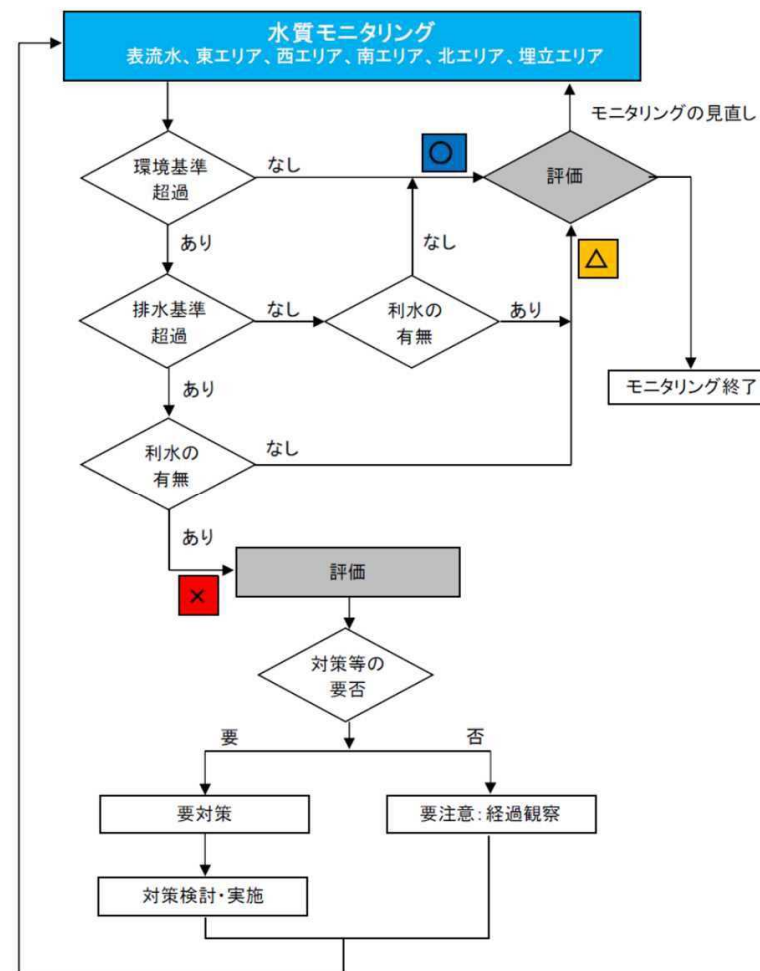 水質モニタリング
表流水、東エリア、西エリア、南エリア、北エリア、埋立エリア
モニタリングの見直し
環境基準
超過
なし
○
評価
あり
なし
△
排水基準
超過
なし
利水の
有無
あり
モニタリング終了
あり
利水の
有無
なし
あり
×
評価
対策等の
要否
要
否
要対策
要注意：経過観察
対策検討・実施